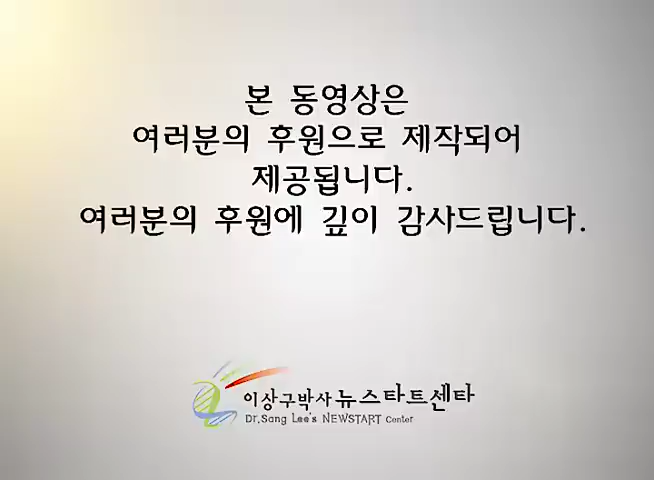 본 동영상은
여러분의 후원으로 제작되어
제공됩니다.
여러분의 후원에 깊이 감사드립니다.
이상구박사 뉴스타트센타
Dr.Sang Lee's NEWSTART Center